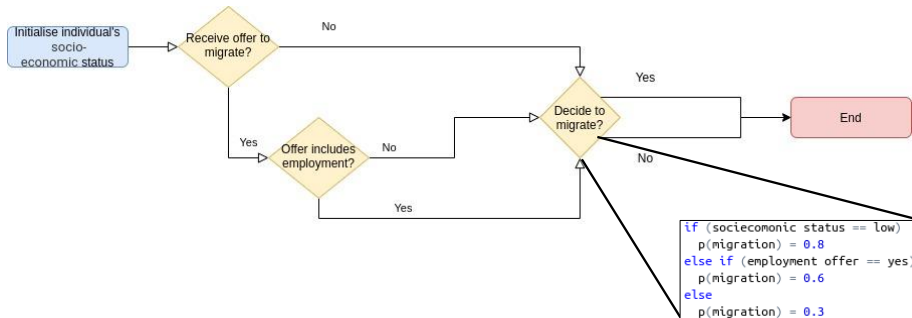 Initialise individual's
socio-
economic status
Receive offer to
migrate?
No
Yes
Offer includes
employment?
No
Yes
Decide to
migrate?
Yes
No
End
if (sociecomonic status == low)
p(migration) = 0.8
else if (employment offer == yes)
p(migration) = 0.6
else
p(migration) = 0.3